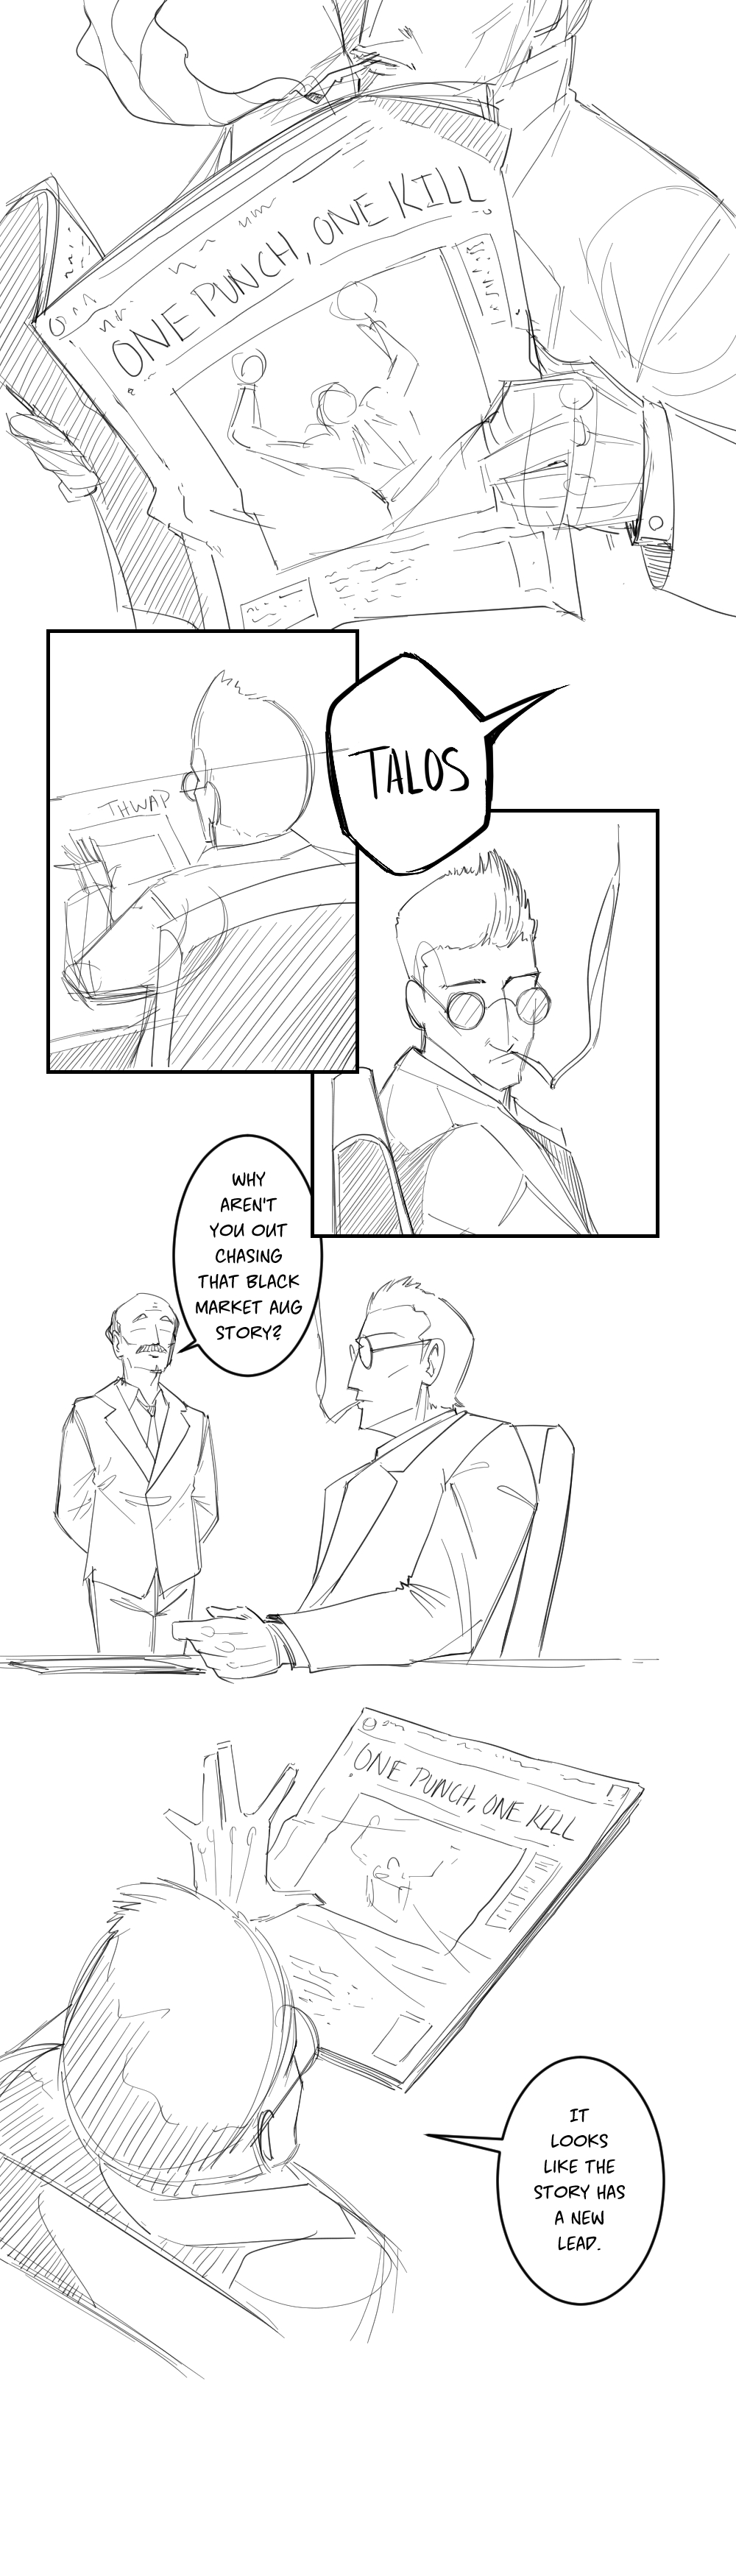 ONE PUNCH, ONE KILL
THWAP
TALOS
WHY
AREN'T
YOU OUT
CHASING
THAT BLACK
MARKET AUG
STORY?
ONE PUNCH, ONE KILL
IT
LOOKS
LIKE THE
STORY HAS
A NEW
LEAD.